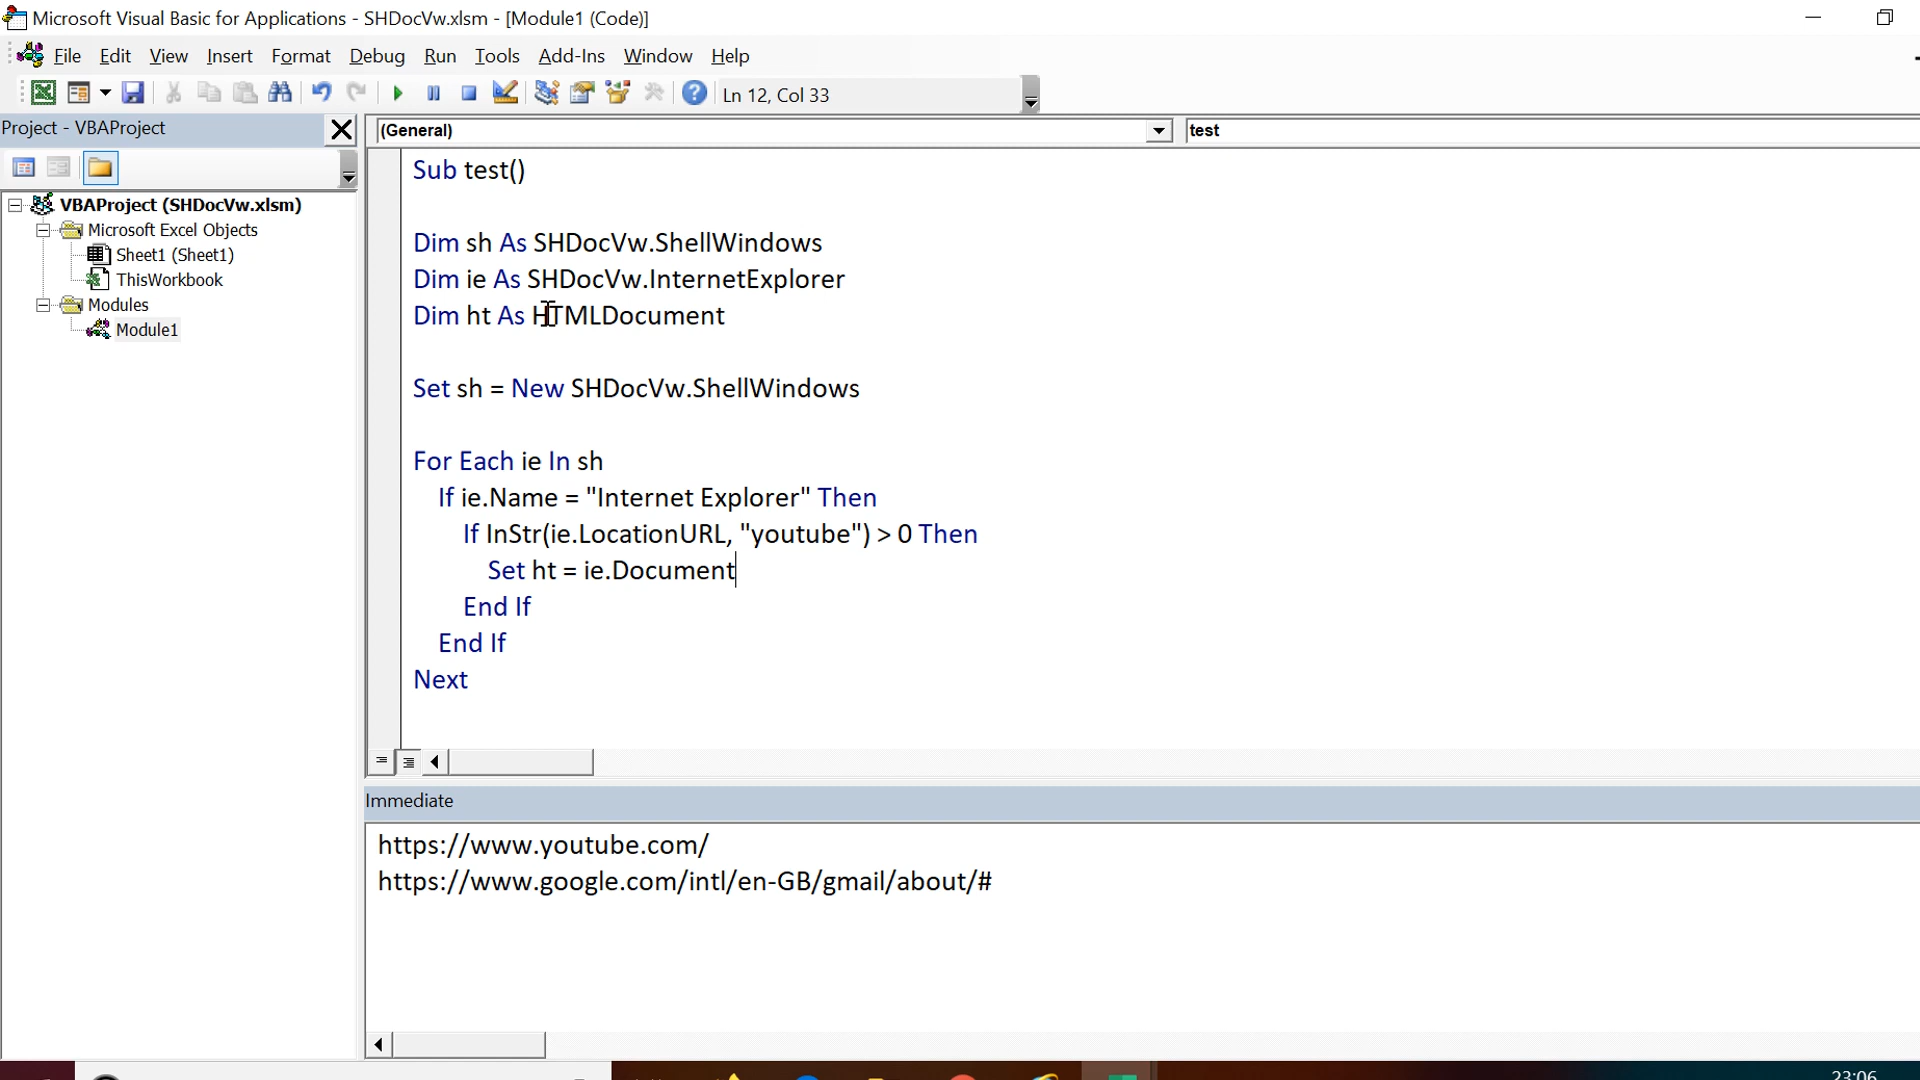 Microsoft Visual Basic for Applications - SHDocVw.xlsm - [Module1 (Code)]
File Edit View Insert Format Debug Run Tools Add-Ins Window Help
Ln 12, Col 33
Project - VBAProject
(General)
test
VBAProject (SHDocVw.xlsm)
Microsoft Excel Objects
Sheet1 (Sheet1)
ThisWorkbook
Modules
Module1
Sub test()
Dim sh As SHDocVw.ShellWindows
Dim ie As SHDocVw.InternetExplorer
Dim ht As HTMLDocument
Set sh = New SHDocVw.ShellWindows
For Each ie In sh
If ie.Name = "Internet Explorer" Then
If InStr(ie.LocationURL, "youtube") > 0 Then
Set ht = ie.Document
End If
End If
Next
Immediate
https://www.youtube.com/
https://www.google.com/intl/en-GB/gmail/about/#
23:06